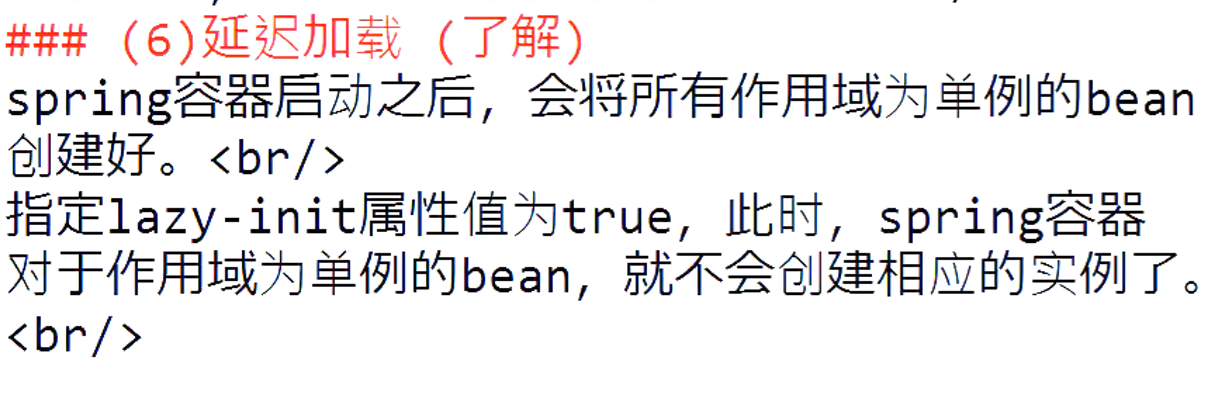 ### (6)延迟加载 (了解)
spring容器启动之后，会将所有作用域为单例的bean
创建好。<br/>
指定lazy-init属性值为true，此时，spring容器
对于作用域为单例的bean，就不会创建相应的实例了。
<br/>